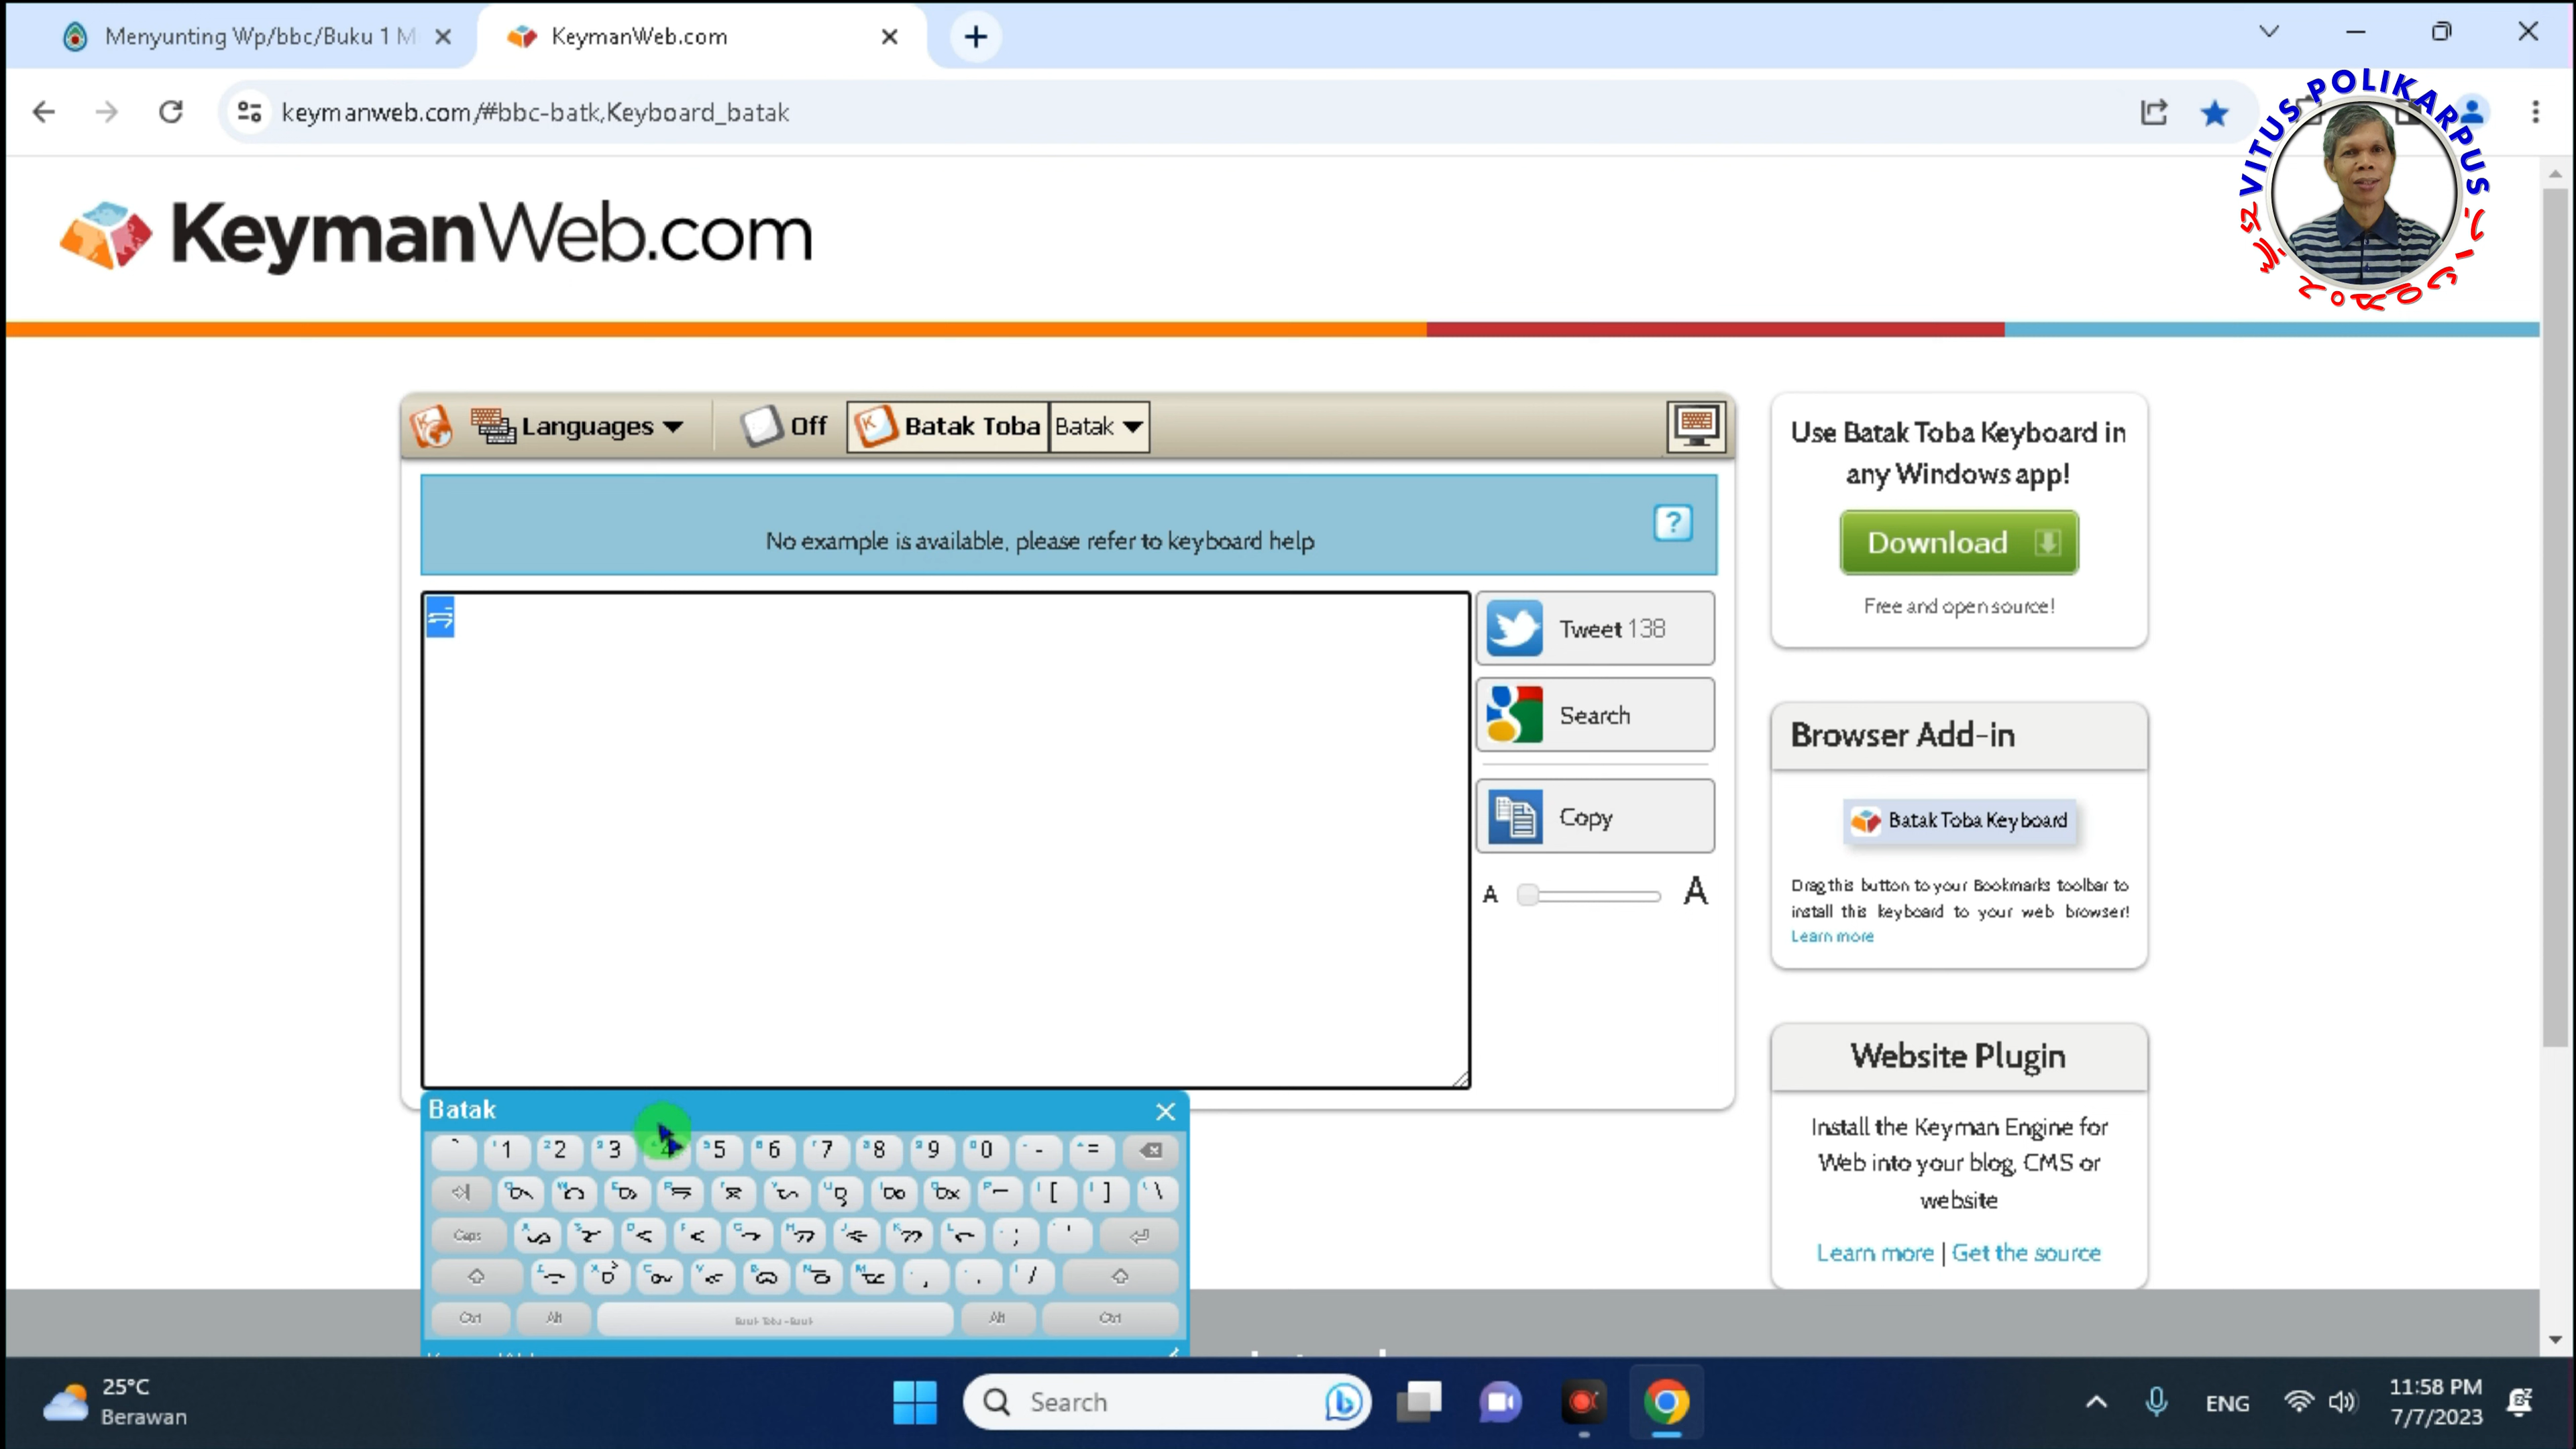 Menyunting Wp/bbc/Buku 1 M
KeymanWeb.com
keymanweb.com/#bbc-batk,Keyboard_batak
VITUS POLIKARPUS
KeymanWeb.com
Languages
Off
Batak Toba
Batak
No example is available, please refer to keyboard help
?
Tweet 138
Search
Copy
A
A
Use Batak Toba Keyboard in
any Windows app!
Download
Free and open source!
Browser Add-in
Batak Toba Keyboard
Drag this button to your Bookmarks toolbar to
install this keyboard to your web browser!
Learn more
Website Plugin
Install the Keyman Engine for
Web into your blog, CMS or
website
Learn more | Get the source
Batak
` 1 2 3 4 5 6 7 8 9 0 - =
[ ] \
Caps ; '
, . /
Ctrl Alt Batak Toba - Batak Alt Ctrl
25°C
Berawan
Search
ENG
11:58 PM
7/7/2023